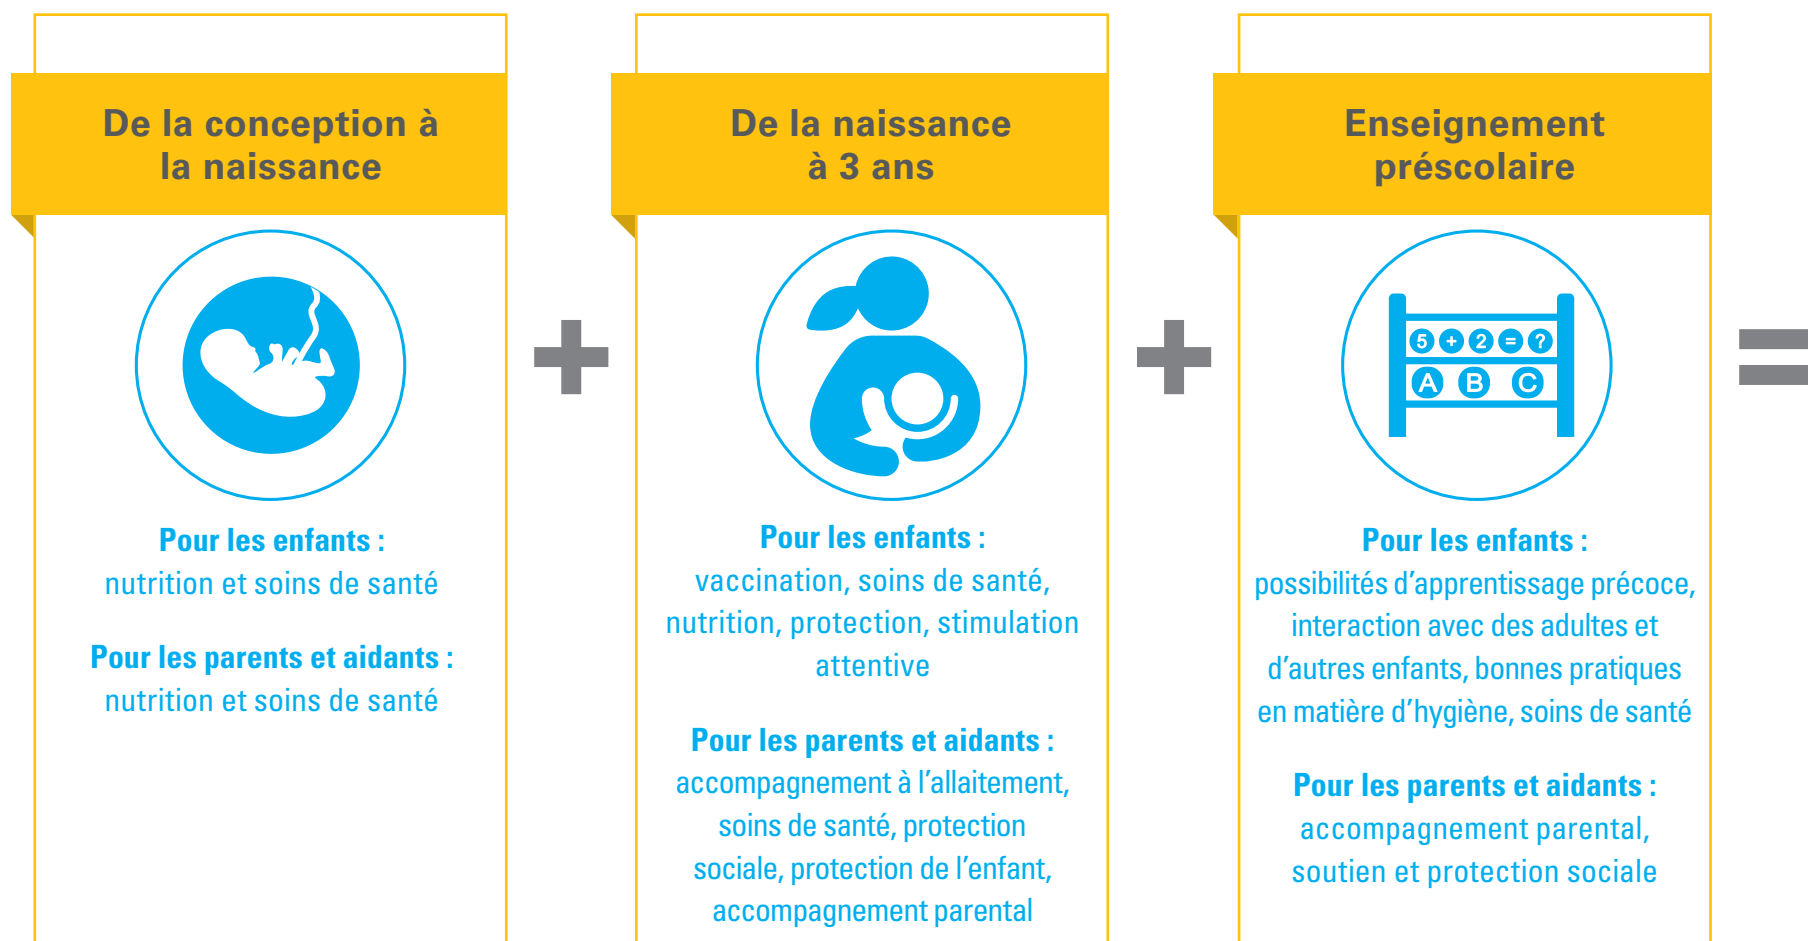 De la conception à
la naissance
Pour les enfants :
nutrition et soins de santé
Pour les parents et aidants :
nutrition et soins de santé
+
De la naissance
à 3 ans
Pour les enfants :
vaccination, soins de santé,
nutrition, protection, stimulation
attentive
Pour les parents et aidants :
accompagnement à l’allaitement,
soins de santé, protection
sociale, protection de l’enfant,
accompagnement parental
+
Enseignement
préscolaire
5 + 2 = ?
A B C
Pour les enfants :
possibilités d’apprentissage précoce,
interaction avec des adultes et
d’autres enfants, bonnes pratiques
en matière d’hygiène, soins de santé
Pour les parents et aidants :
accompagnement parental,
soutien et protection sociale
=